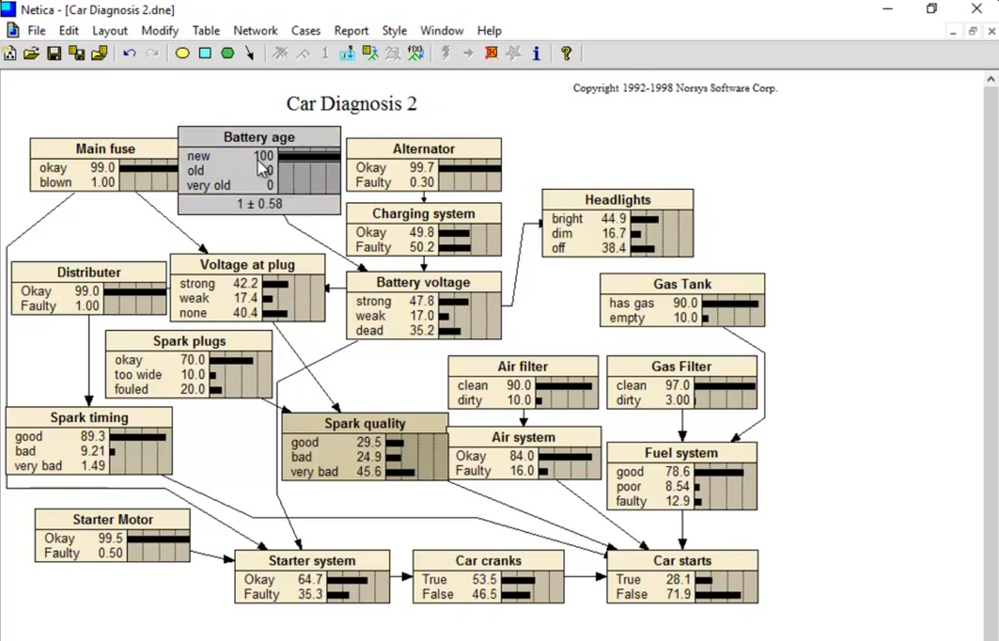 Netica - [Car Diagnosis 2.dne]
File Edit Layout Modify Table Network Cases Report Style Window Help
Copyright 1992-1998 Norsys Software Corp.
Car Diagnosis 2
Main fuse
okay 99.0
blown 1.00
Battery age
new 100
old 0
very old 0
1 ± 0.58
Alternator
Okay 99.7
Faulty 0.30
Charging system
Okay 49.8
Faulty 50.2
Headlights
bright 44.9
dim 16.7
off 38.4
Distributer
Okay 99.0
Faulty 1.00
Voltage at plug
strong 42.2
weak 17.4
none 40.4
Battery voltage
strong 47.8
weak 17.0
dead 35.2
Gas Tank
has gas 90.0
empty 10.0
Spark plugs
okay 70.0
too wide 10.0
fouled 20.0
Air filter
clean 90.0
dirty 10.0
Gas Filter
clean 97.0
dirty 3.00
Spark timing
good 89.3
bad 9.21
very bad 1.49
Spark quality
good 29.5
bad 24.9
very bad 45.6
Air system
Okay 84.0
Faulty 16.0
Fuel system
good 78.6
poor 8.54
faulty 12.9
Starter Motor
Okay 99.5
Faulty 0.50
Starter system
Okay 64.7
Faulty 35.3
Car cranks
True 53.5
False 46.5
Car starts
True 28.1
False 71.9